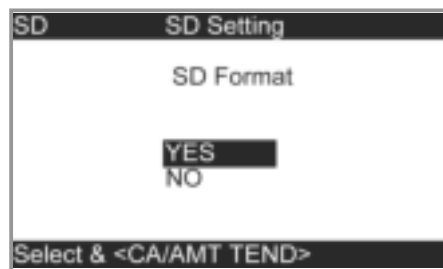 SD SD Setting
SD Format
YES
NO
Select & <CA/AMT TEND>